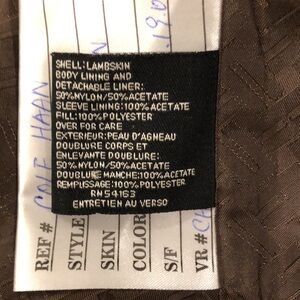 SHELL: LAMBSKIN
BODY LINING AND
DETACHABLE LINER:
50%NYLON/50%ACETATE
SLEEVE LINING: 100%ACETATE
FILL: 100%POLYESTER
OVER FOR CARE
EXTERIEUR: PEAU D'AGNEAU
DOUBLURE CORPS ET
ENLEVANTE DOUBLURE:
50%NYLON/50%ACETATE
DOUBLURE MANCHE: 100%ACETATE
REMPLISSAGE: 100%POLYESTER
RN 54163
ENTRETIEN AU VERSO
REF # COLE HAAN
STYLE
SKIN
COLOR
S/F
VR # CH